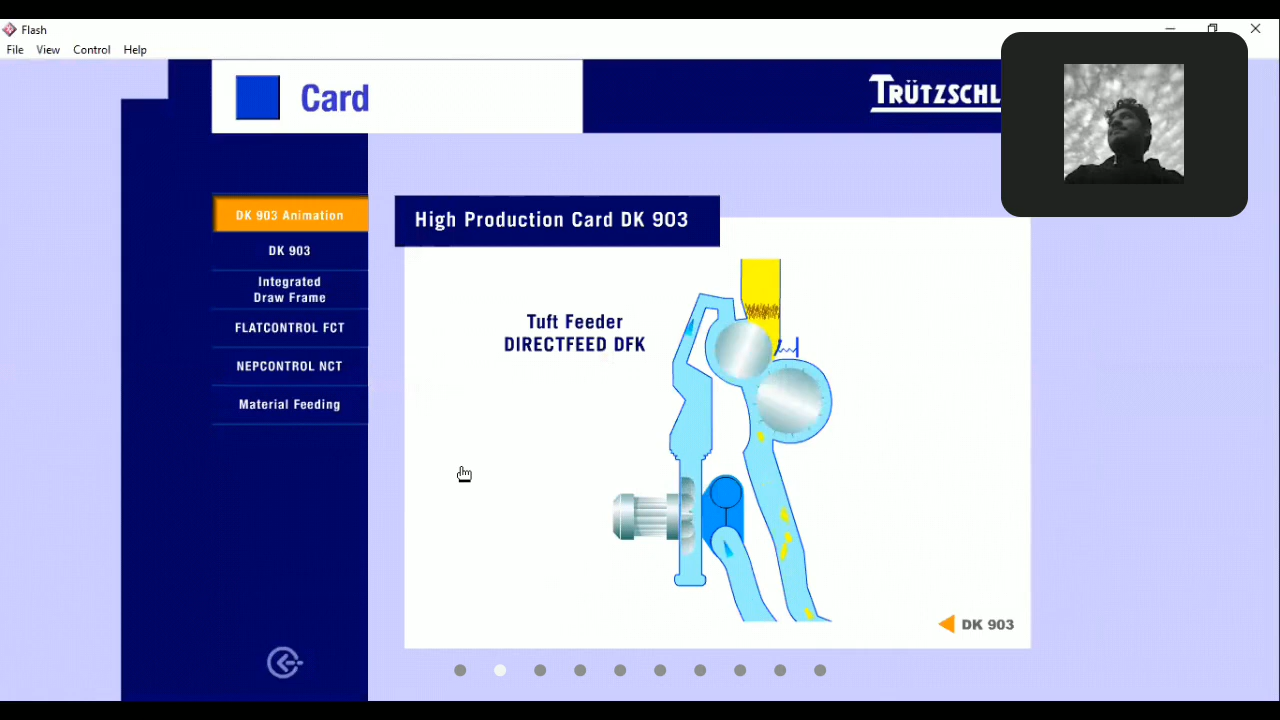 Flash
File View Control Help
Card
TRÜTZSCHL
DK 903 Animation
DK 903
Integrated
Draw Frame
FLATCONTROL FCT
NEPCONTROL NCT
Material Feeding
High Production Card DK 903
Tuft Feeder
DIRECTFEED DFK
DK 903